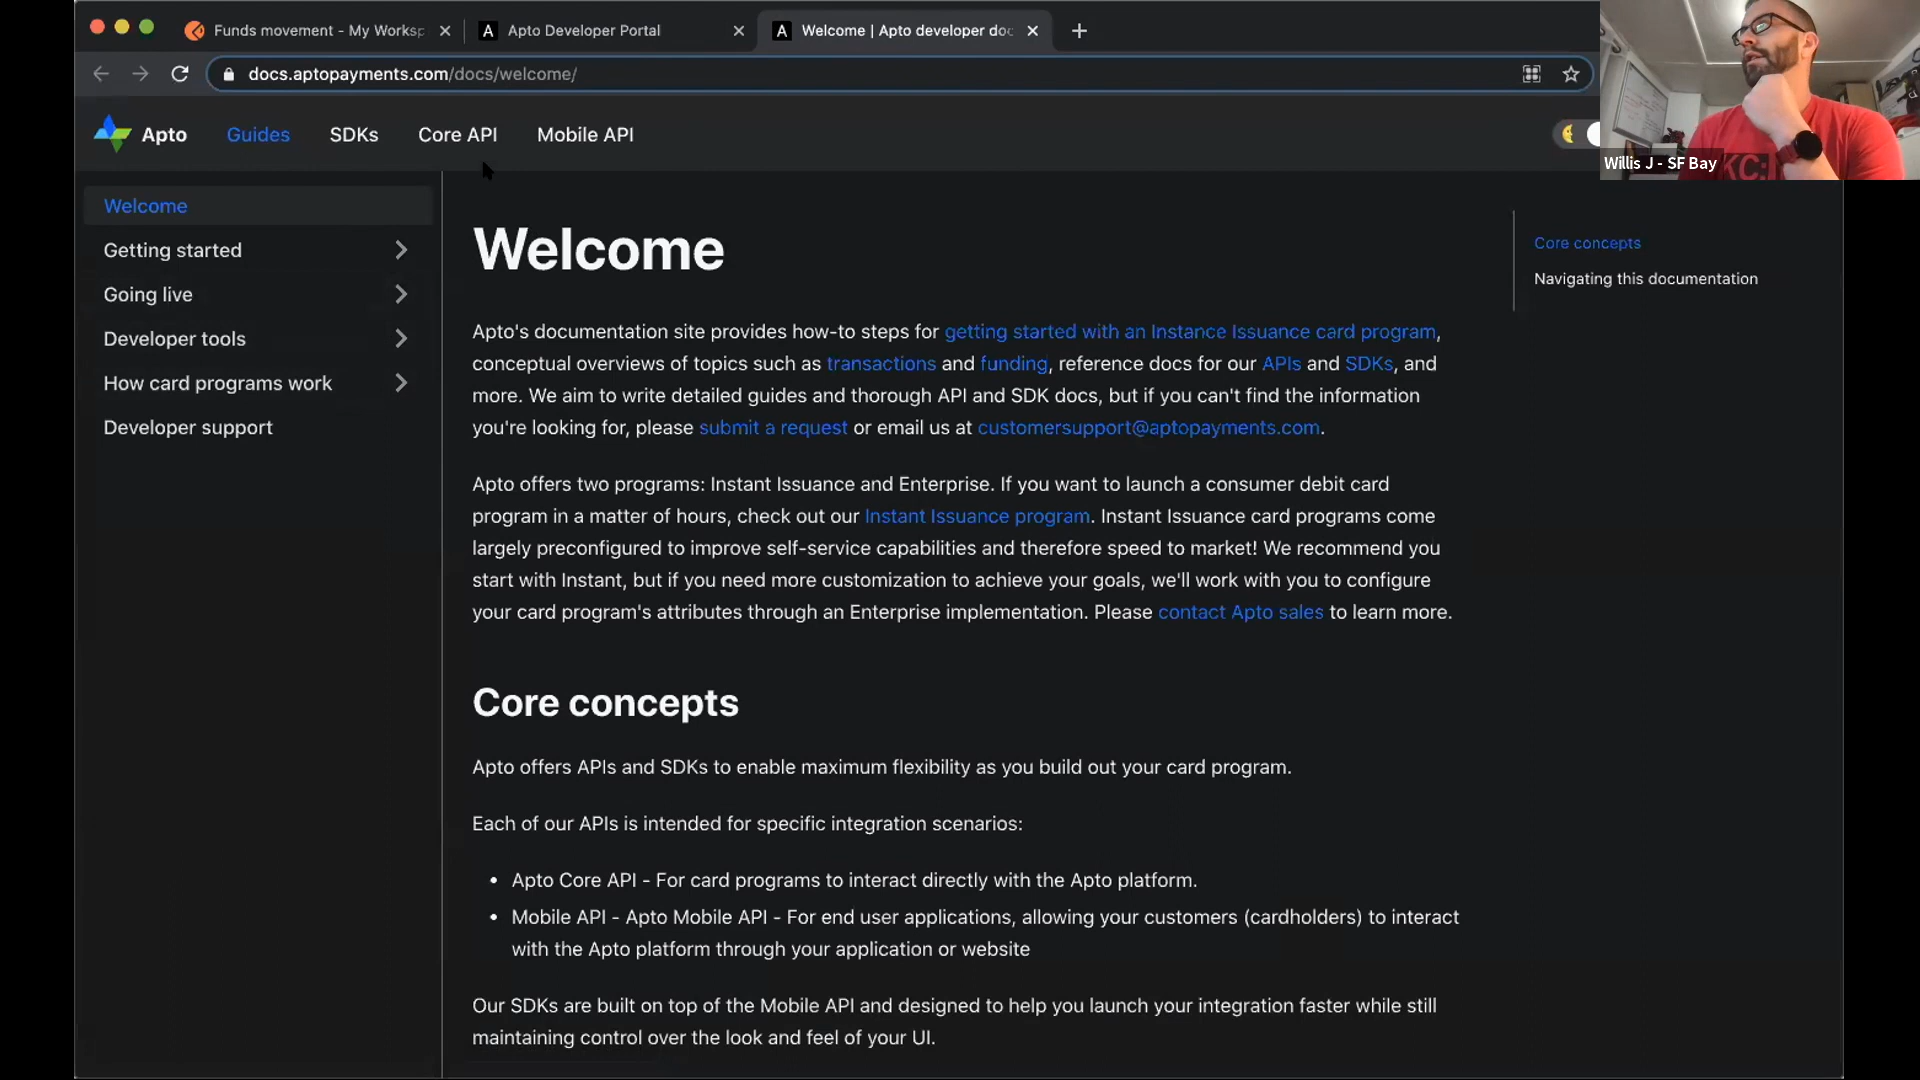 Funds movement - My Worksp
Apto Developer Portal
Welcome | Apto developer doc
docs.aptopayments.com/docs/welcome/
Apto
Guides
SDKs
Core API
Mobile API
Willis J - SF Bay
KC:
Welcome
Getting started
Going live
Developer tools
How card programs work
Developer support
Welcome
Apto's documentation site provides how-to steps for getting started with an Instance Issuance card program,
conceptual overviews of topics such as transactions and funding, reference docs for our APIs and SDKs, and
more. We aim to write detailed guides and thorough API and SDK docs, but if you can't find the information
you're looking for, please submit a request or email us at customersupport@aptopayments.com.
Apto offers two programs: Instant Issuance and Enterprise. If you want to launch a consumer debit card
program in a matter of hours, check out our Instant Issuance program. Instant Issuance card programs come
largely preconfigured to improve self-service capabilities and therefore speed to market! We recommend you
start with Instant, but if you need more customization to achieve your goals, we'll work with you to configure
your card program's attributes through an Enterprise implementation. Please contact Apto sales to learn more.
Core concepts
Apto offers APIs and SDKs to enable maximum flexibility as you build out your card program.
Each of our APIs is intended for specific integration scenarios:
• Apto Core API - For card programs to interact directly with the Apto platform.
• Mobile API - Apto Mobile API - For end user applications, allowing your customers (cardholders) to interact
with the Apto platform through your application or website
Our SDKs are built on top of the Mobile API and designed to help you launch your integration faster while still
maintaining control over the look and feel of your UI.
Core concepts
Navigating this documentation